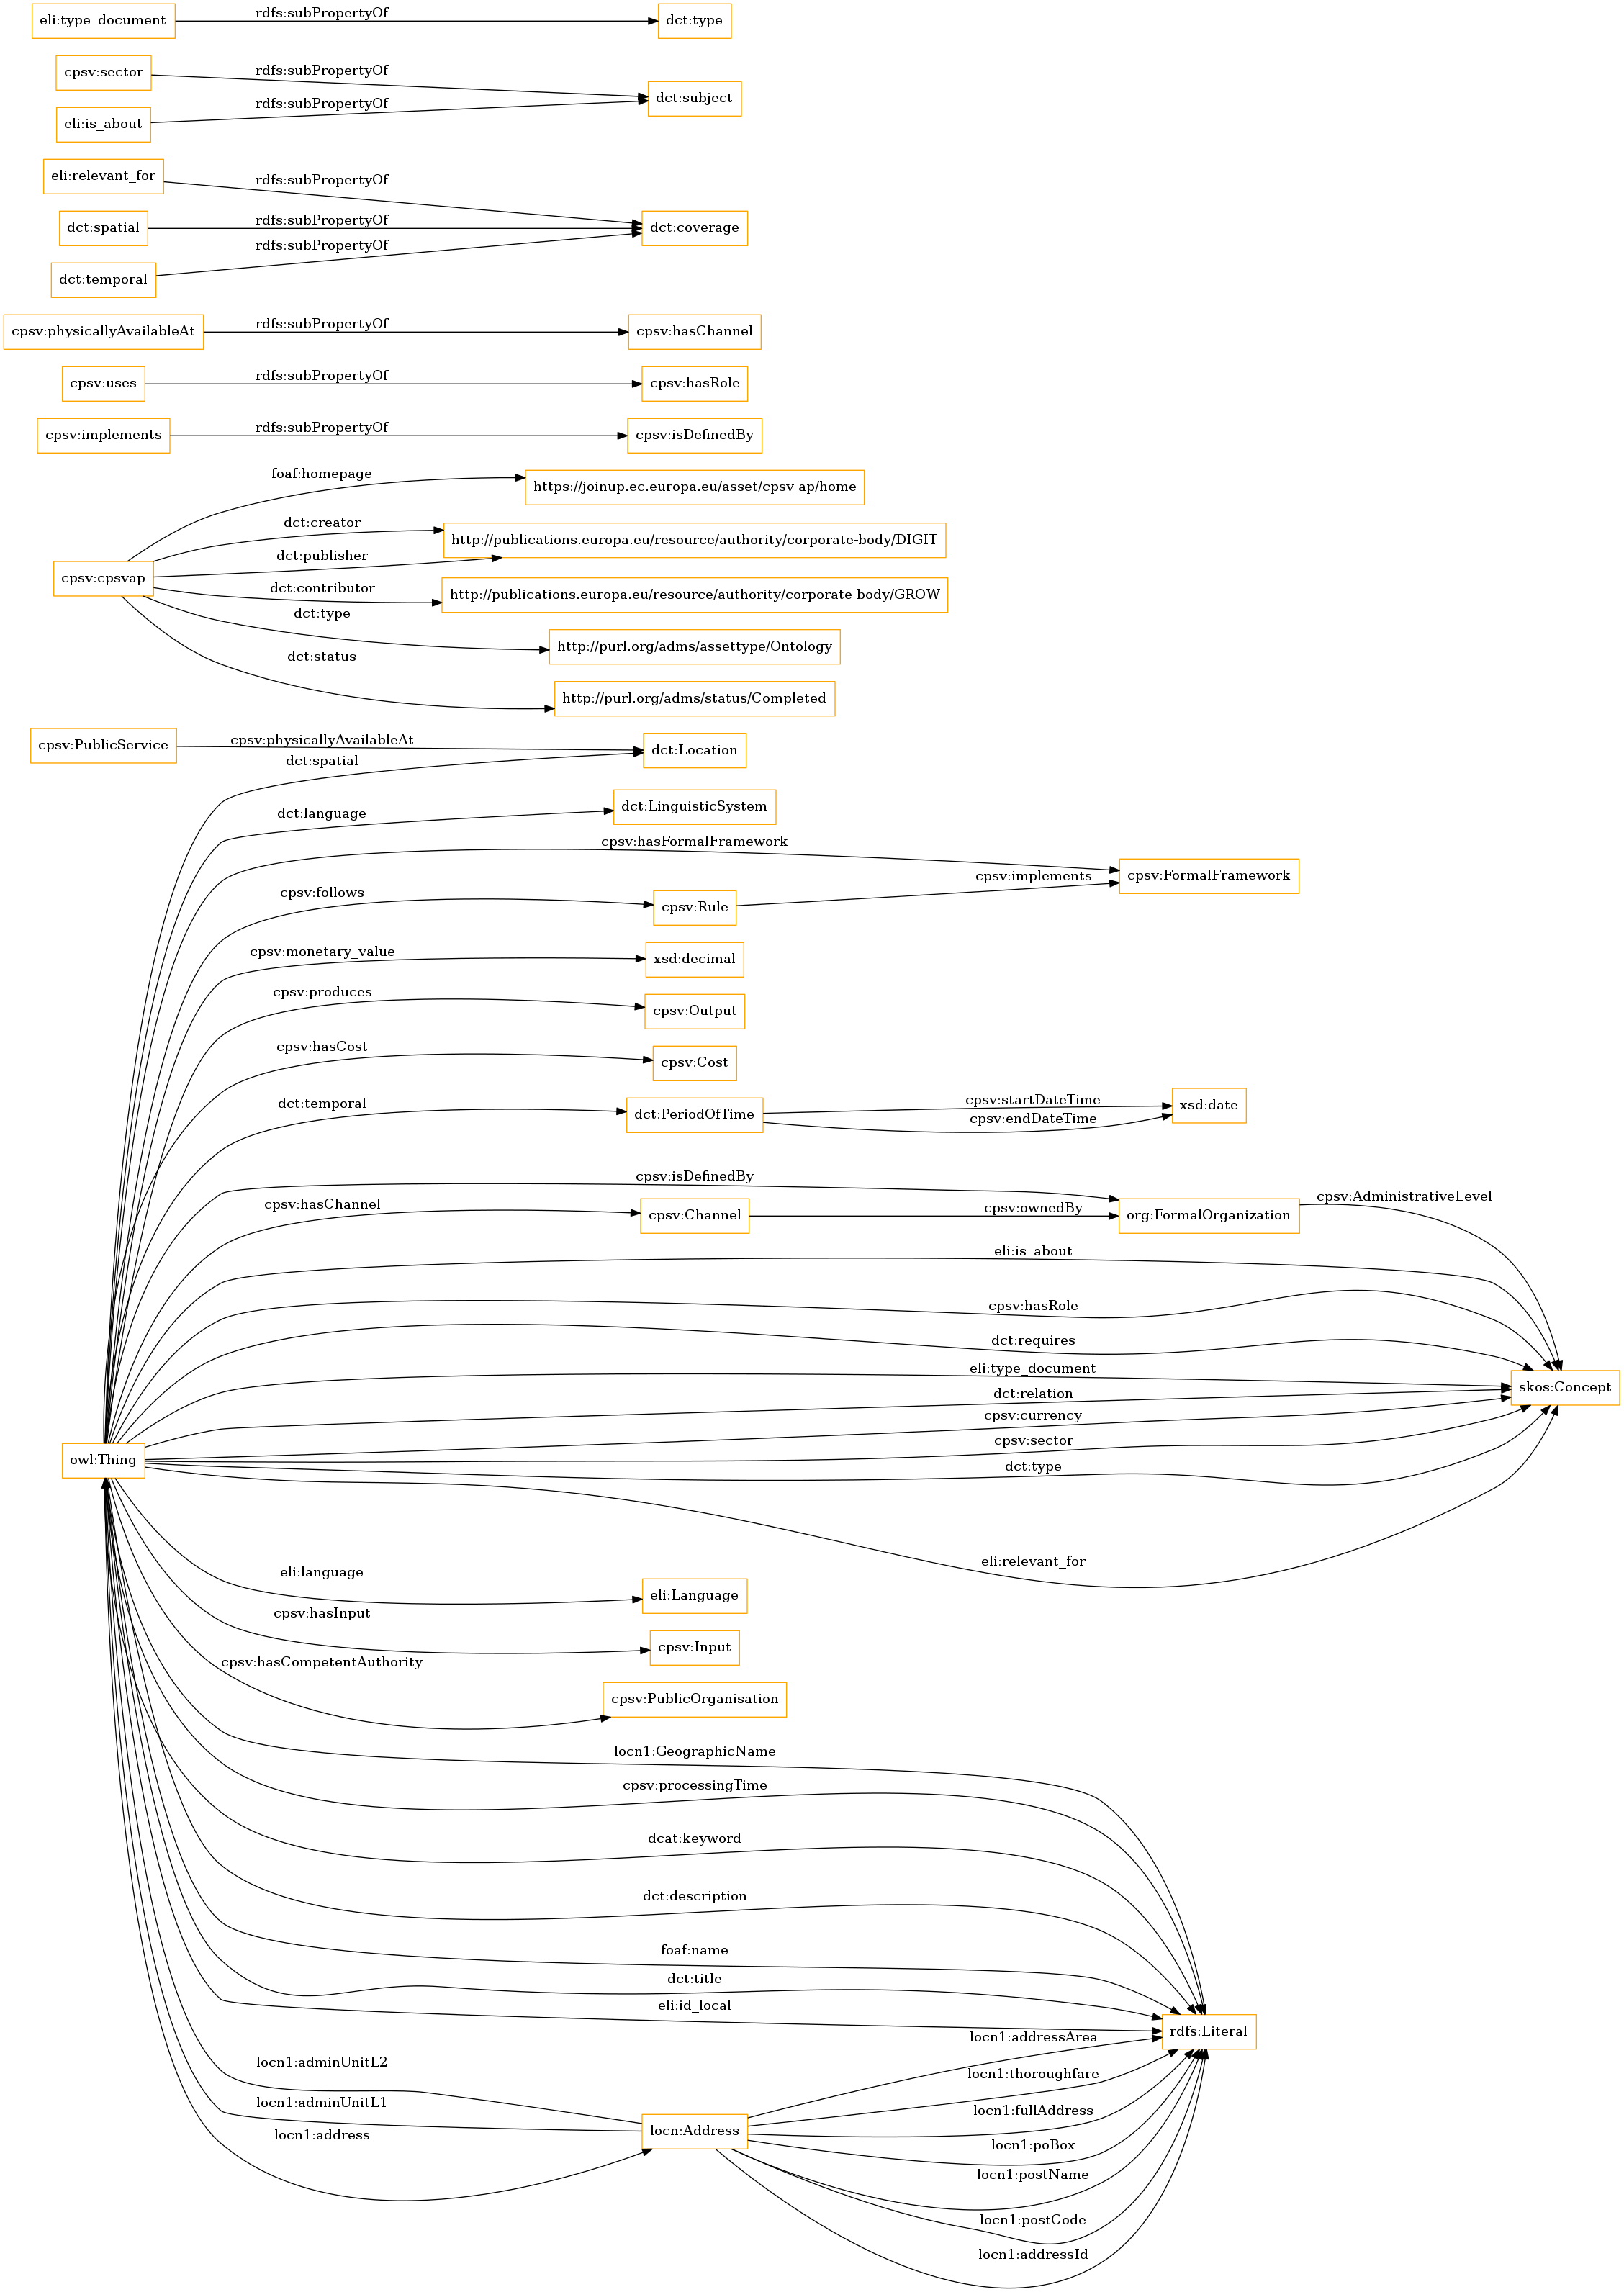 eli:type_document
rdfs:subPropertyOf
dct:type
cpsv:sector
rdfs:subPropertyOf
dct:subject
eli:is_about
rdfs:subPropertyOf
eli:relevant_for
rdfs:subPropertyOf
dct:spatial
rdfs:subPropertyOf
dct:coverage
dct:temporal
rdfs:subPropertyOf
cpsv:physicallyAvailableAt
rdfs:subPropertyOf
cpsv:hasChannel
cpsv:uses
rdfs:subPropertyOf
cpsv:hasRole
cpsv:implements
rdfs:subPropertyOf
cpsv:isDefinedBy
cpsv:cpsvap
foaf:homepage
https://joinup.ec.europa.eu/asset/cpsv-ap/home
dct:creator
http://publications.europa.eu/resource/authority/corporate-body/DIGIT
dct:publisher
dct:contributor
http://publications.europa.eu/resource/authority/corporate-body/GROW
dct:type
http://purl.org/adms/assettype/Ontology
dct:status
http://purl.org/adms/status/Completed
cpsv:PublicService
cpsv:physicallyAvailableAt
dct:Location
dct:spatial
dct:language
dct:LinguisticSystem
cpsv:hasFormalFramework
cpsv:FormalFramework
cpsv:follows
cpsv:Rule
cpsv:implements
cpsv:monetary_value
xsd:decimal
cpsv:produces
cpsv:Output
cpsv:hasCost
cpsv:Cost
dct:temporal
dct:PeriodOfTime
cpsv:startDateTime
cpsv:endDateTime
xsd:date
cpsv:isDefinedBy
cpsv:hasChannel
cpsv:Channel
cpsv:ownedBy
org:FormalOrganization
cpsv:AdministrativeLevel
eli:is_about
cpsv:hasRole
dct:requires
eli:type_document
dct:relation
skos:Concept
cpsv:currency
cpsv:sector
dct:type
owl:Thing
eli:relevant_for
eli:language
eli:Language
cpsv:hasInput
cpsv:Input
cpsv:hasCompetentAuthority
cpsv:PublicOrganisation
locn1:GeographicName
cpsv:processingTime
dcat:keyword
dct:description
foaf:name
dct:title
eli:id_local
rdfs:Literal
locn1:addressArea
locn1:adminUnitL2
locn1:thoroughfare
locn1:adminUnitL1
locn1:fullAddress
locn:Address
locn1:address
locn1:poBox
locn1:postName
locn1:postCode
locn1:addressId